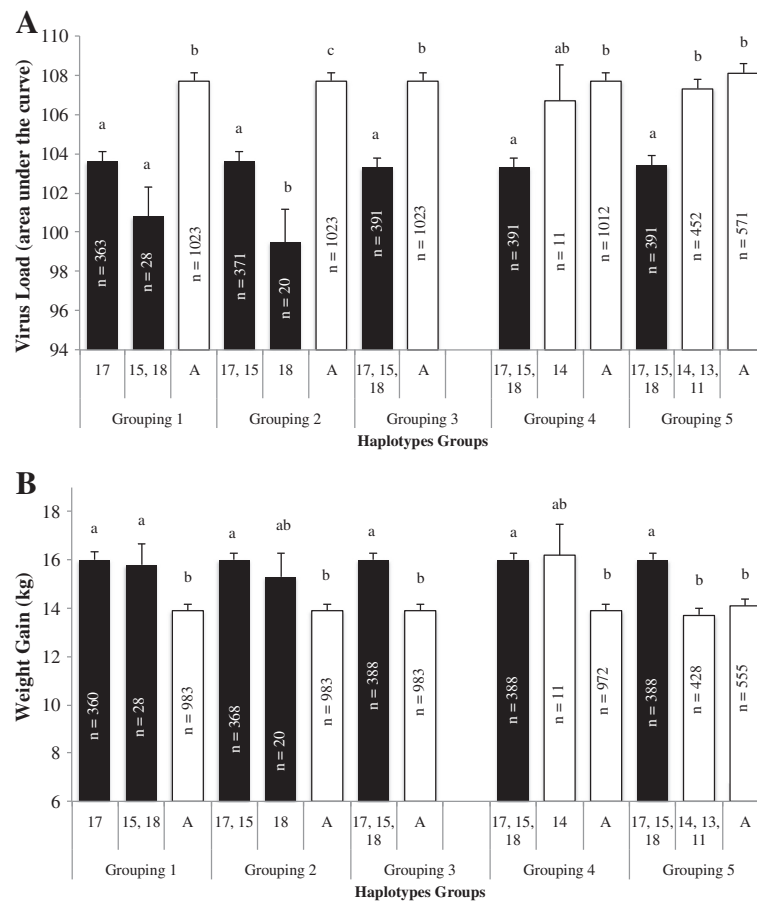 A
Virus Load (area under the curve)
110
108
106
104
102
100
98
96
94
a
a
b
a
b
c
a
b
a
ab
b
a
b
b
n = 363
n = 28
n = 1023
n = 371
n = 20
n = 1023
n = 391
n = 1023
n = 391
n = 11
n = 1012
n = 391
n = 452
n = 571
17
15, 18
A
17, 15
18
A
17, 15,
18
A
17, 15,
18
14
A
17, 15,
18
14, 13,
11
A
Grouping 1
Grouping 2
Grouping 3
Grouping 4
Grouping 5
Haplotypes Groups
B
Weight Gain (kg)
18
16
14
12
10
8
6
a
a
b
a
ab
b
a
b
a
ab
b
a
b
b
n = 360
n = 28
n = 983
n = 368
n = 20
n = 983
n = 388
n = 983
n = 388
n = 11
n = 972
n = 388
n = 428
n = 555
17
15, 18
A
17, 15
18
A
17, 15,
18
A
17, 15,
18
14
A
17, 15,
18
14, 13,
11
A
Grouping 1
Grouping 2
Grouping 3
Grouping 4
Grouping 5
Haplotypes Groups